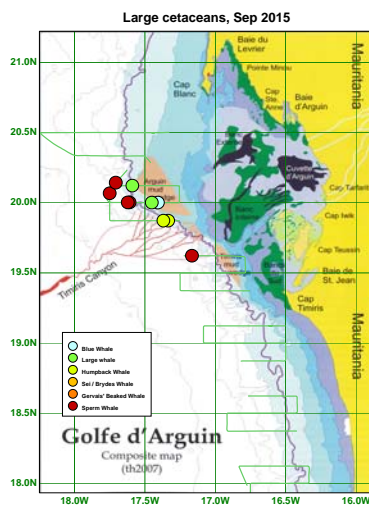 Large cetaceans, Sep 2015
21.0N
20.5N
20.0N
19.5N
19.0N
18.5N
18.0N
18.0W
17.5W
17.0W
16.5W
16.0W
Baie du
Levrier
Pointe Minou
Cap
Blanc
Cap
Ste.
Anne
Baie
d'Arguin
Mauritania
Cuvette
d'Arguin
Arguin
mud
Banc
Cap Iwik
Cap Teussin
Baie de
St. Jean
Timiris Canyon
Cap
Timiris
Mauritania
Blue Whale
Large whale
Humpback Whale
Sei / Brydes Whale
Gervais' Beaked Whale
Sperm Whale
Golfe d'Arguin
Composite map
(th2007)